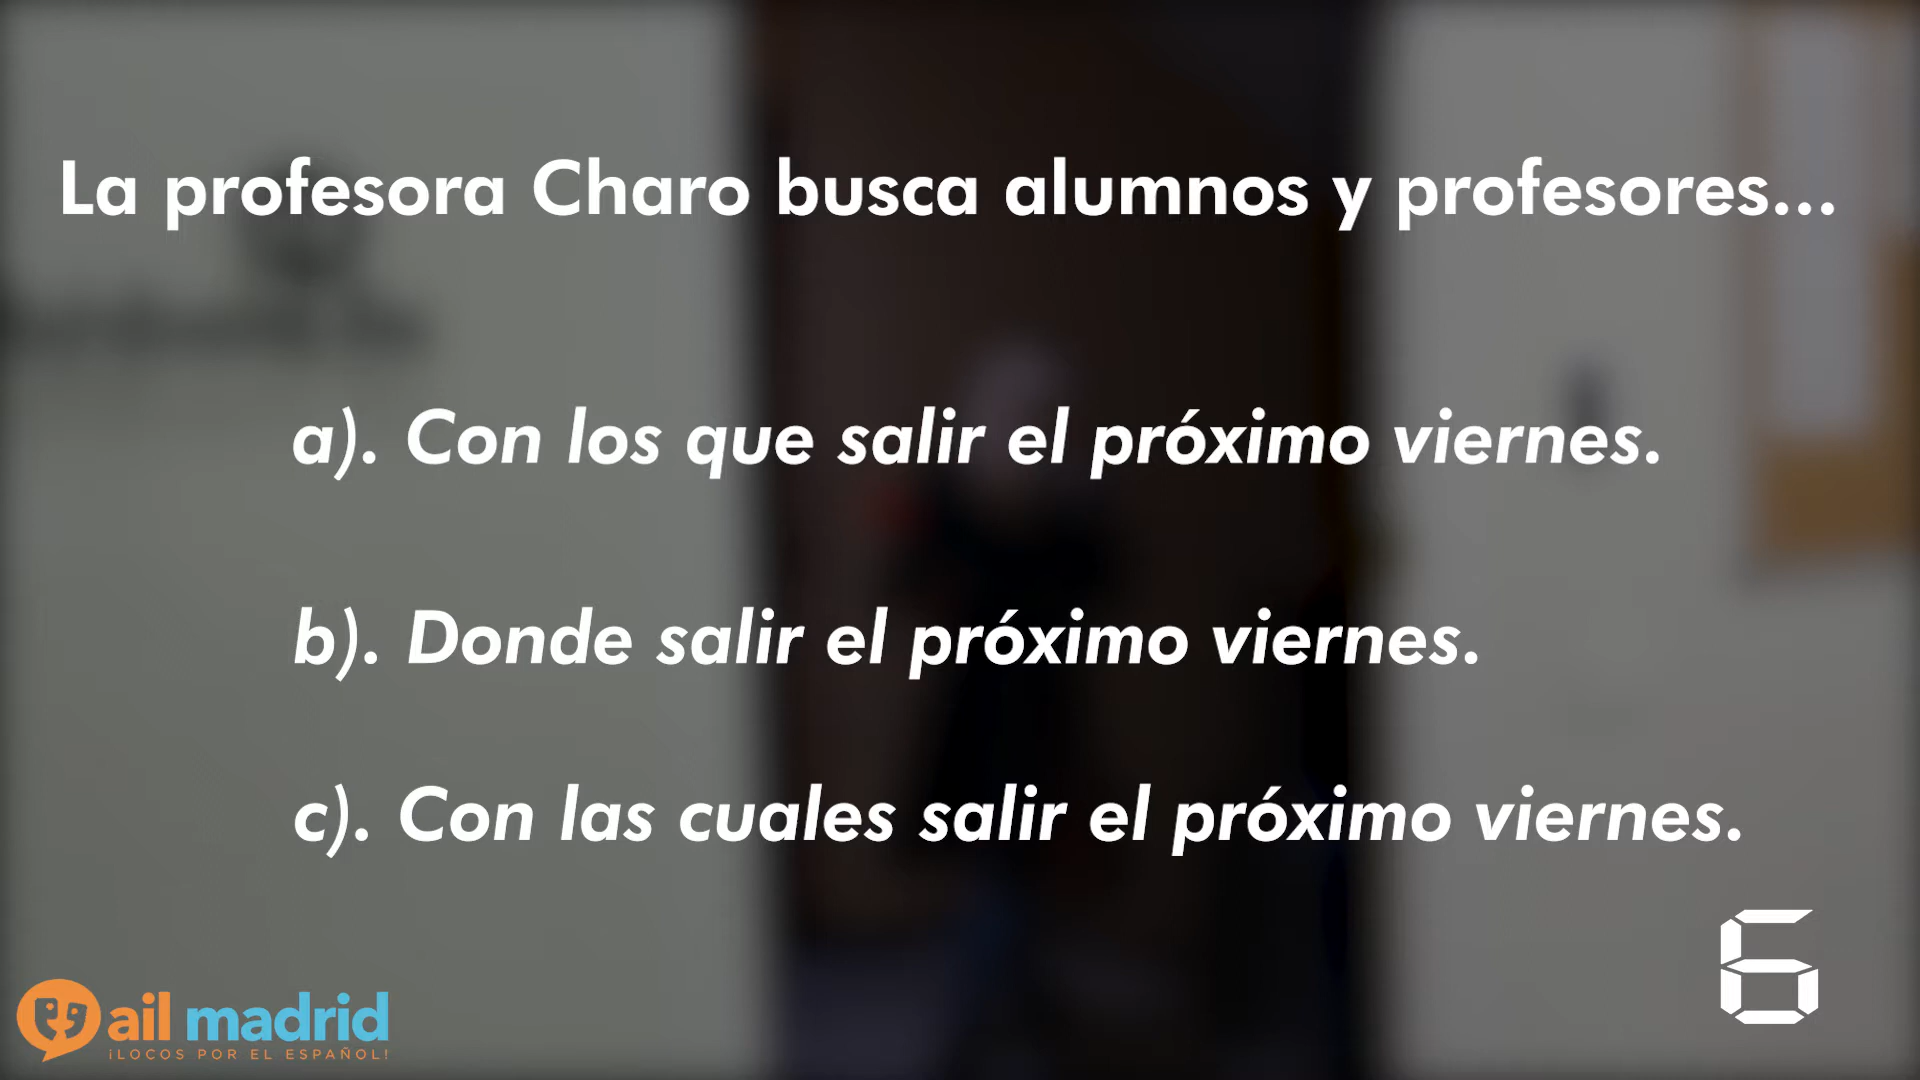 La profesora Charo busca alumnos y profesores...
a). Con los que salir el próximo viernes.
b). Donde salir el próximo viernes.
c). Con las cuales salir el próximo viernes.
6
ail madrid
¡LOCOS POR EL ESPAÑOL!